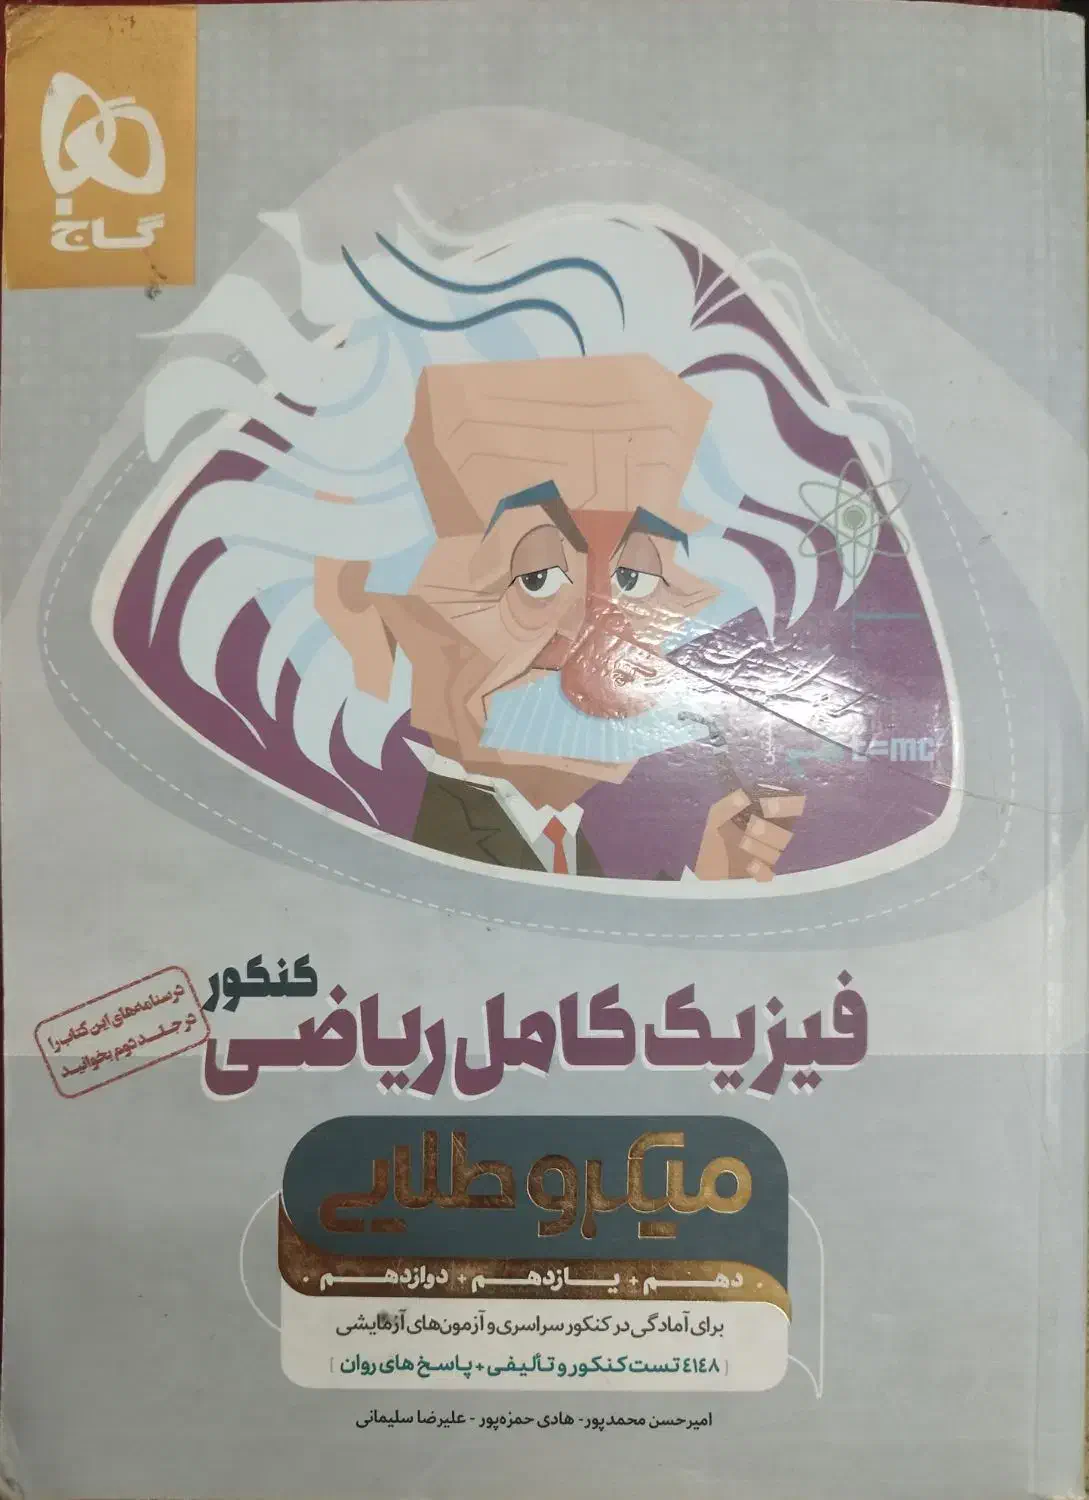 گاج
E=mc
کنکور
فیزیک کامل ریاضی
درسنامه‌های این کتاب را
در جلد دوم بخوانید
میکرو طلایی
دهم + یازدهم + دوازدهم
برای آمادگی در کنکور سراسری و آزمون‌های آزمایشی
[ ٤١٤٨ تست کنکور و تألیفی + پاسخ های روان ]
امیرحسن محمدپور - هادی حمزه‌پور - علیرضا سلیمانی